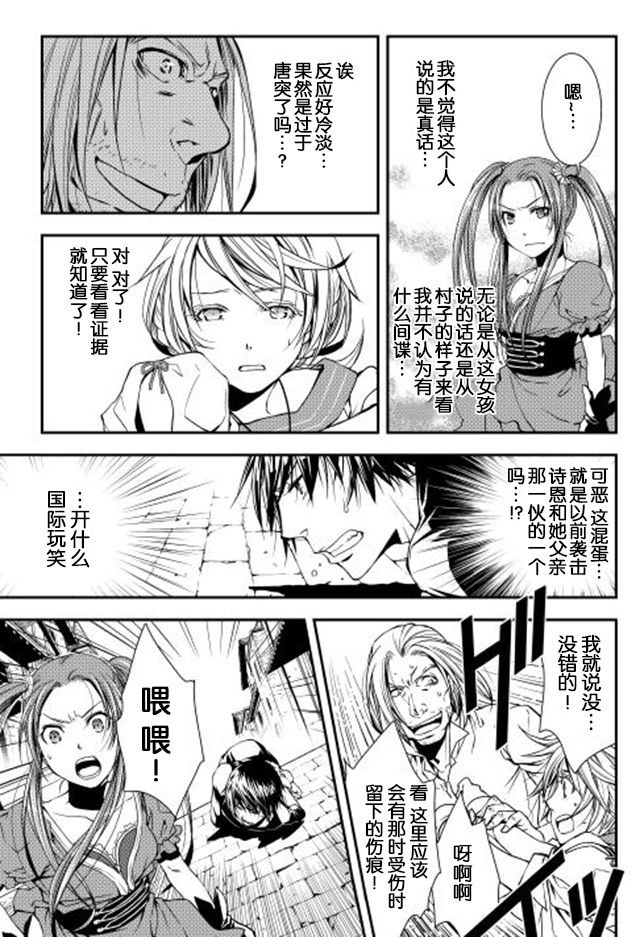 嗯~…
我不觉得这个人
说的是真话…
无论是从这女孩
说的话还是从
村子的样子来看
我并不认为有
什么间谍…
诶
反应好冷淡…
果然是过于
唐突了吗…?
对 对了!
只要看看证据
就知道了!
可恶 这混蛋…
就是以前袭击
诗恩和她父亲
那一伙的一个
吗…!?
…开什么
国际玩笑
我就说没…
没错的!
看 这里应该
会有那时受伤时
留下的伤痕!
呀啊啊
喂
喂!